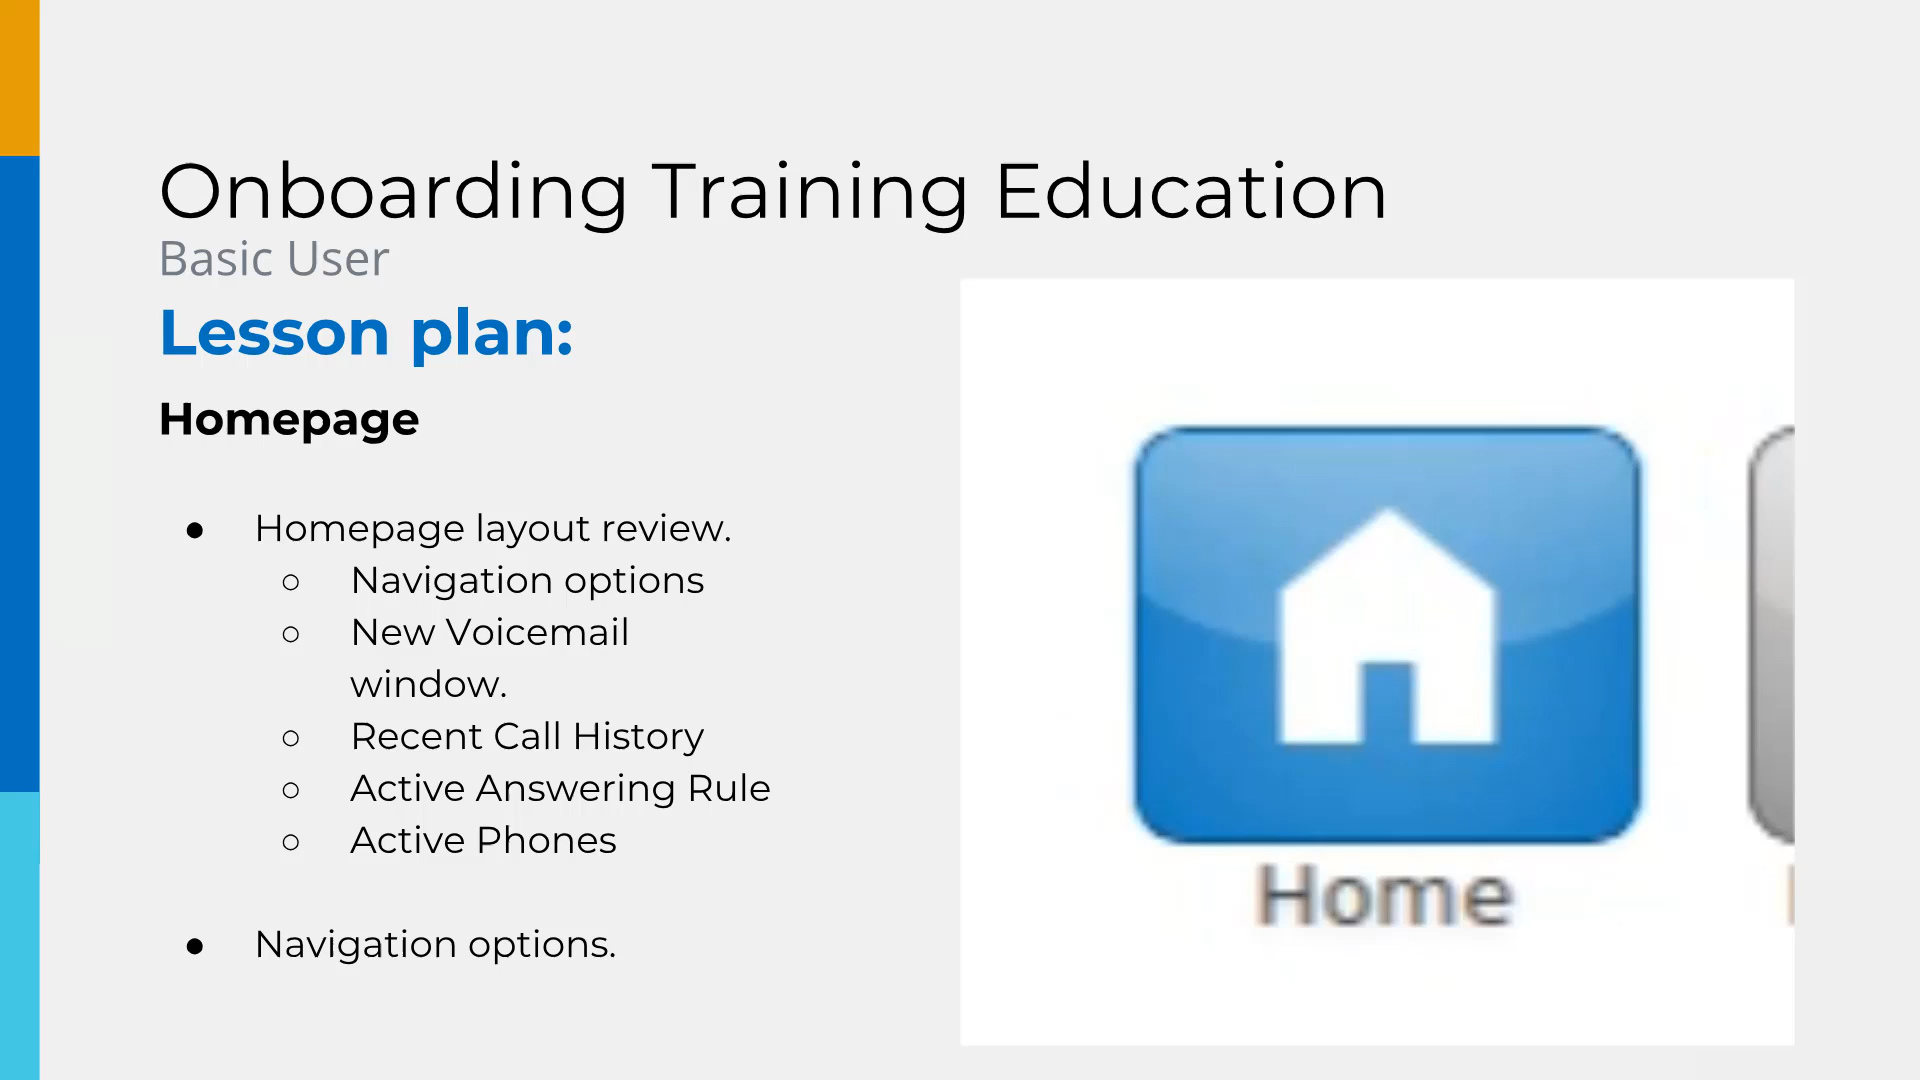 Onboarding Training Education
Basic User
Lesson plan:
Homepage
● Homepage layout review.
○ Navigation options
○ New Voicemail
window.
○ Recent Call History
○ Active Answering Rule
○ Active Phones
● Navigation options.
Home